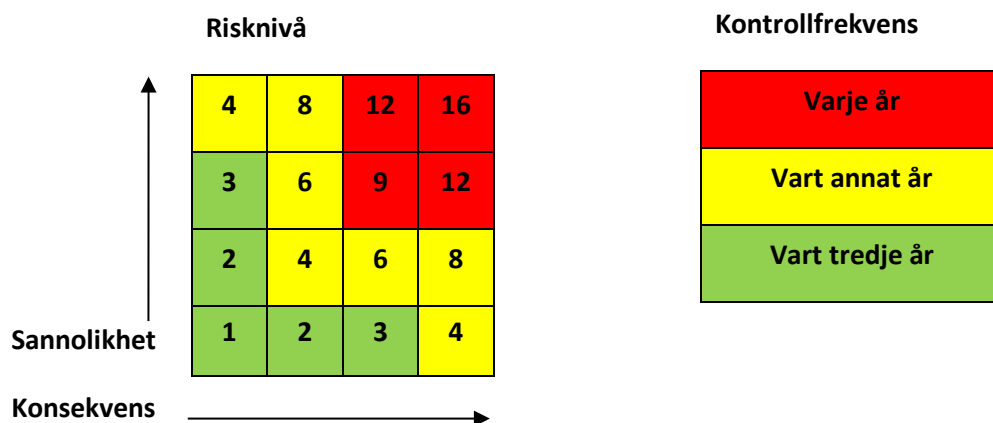 Risknivå
Kontrollfrekvens
4 8 12 16
3 6 9 12
2 4 6 8
1 2 3 4
Sannolikhet
Konsekvens
Varje år
Vart annat år
Vart tredje år